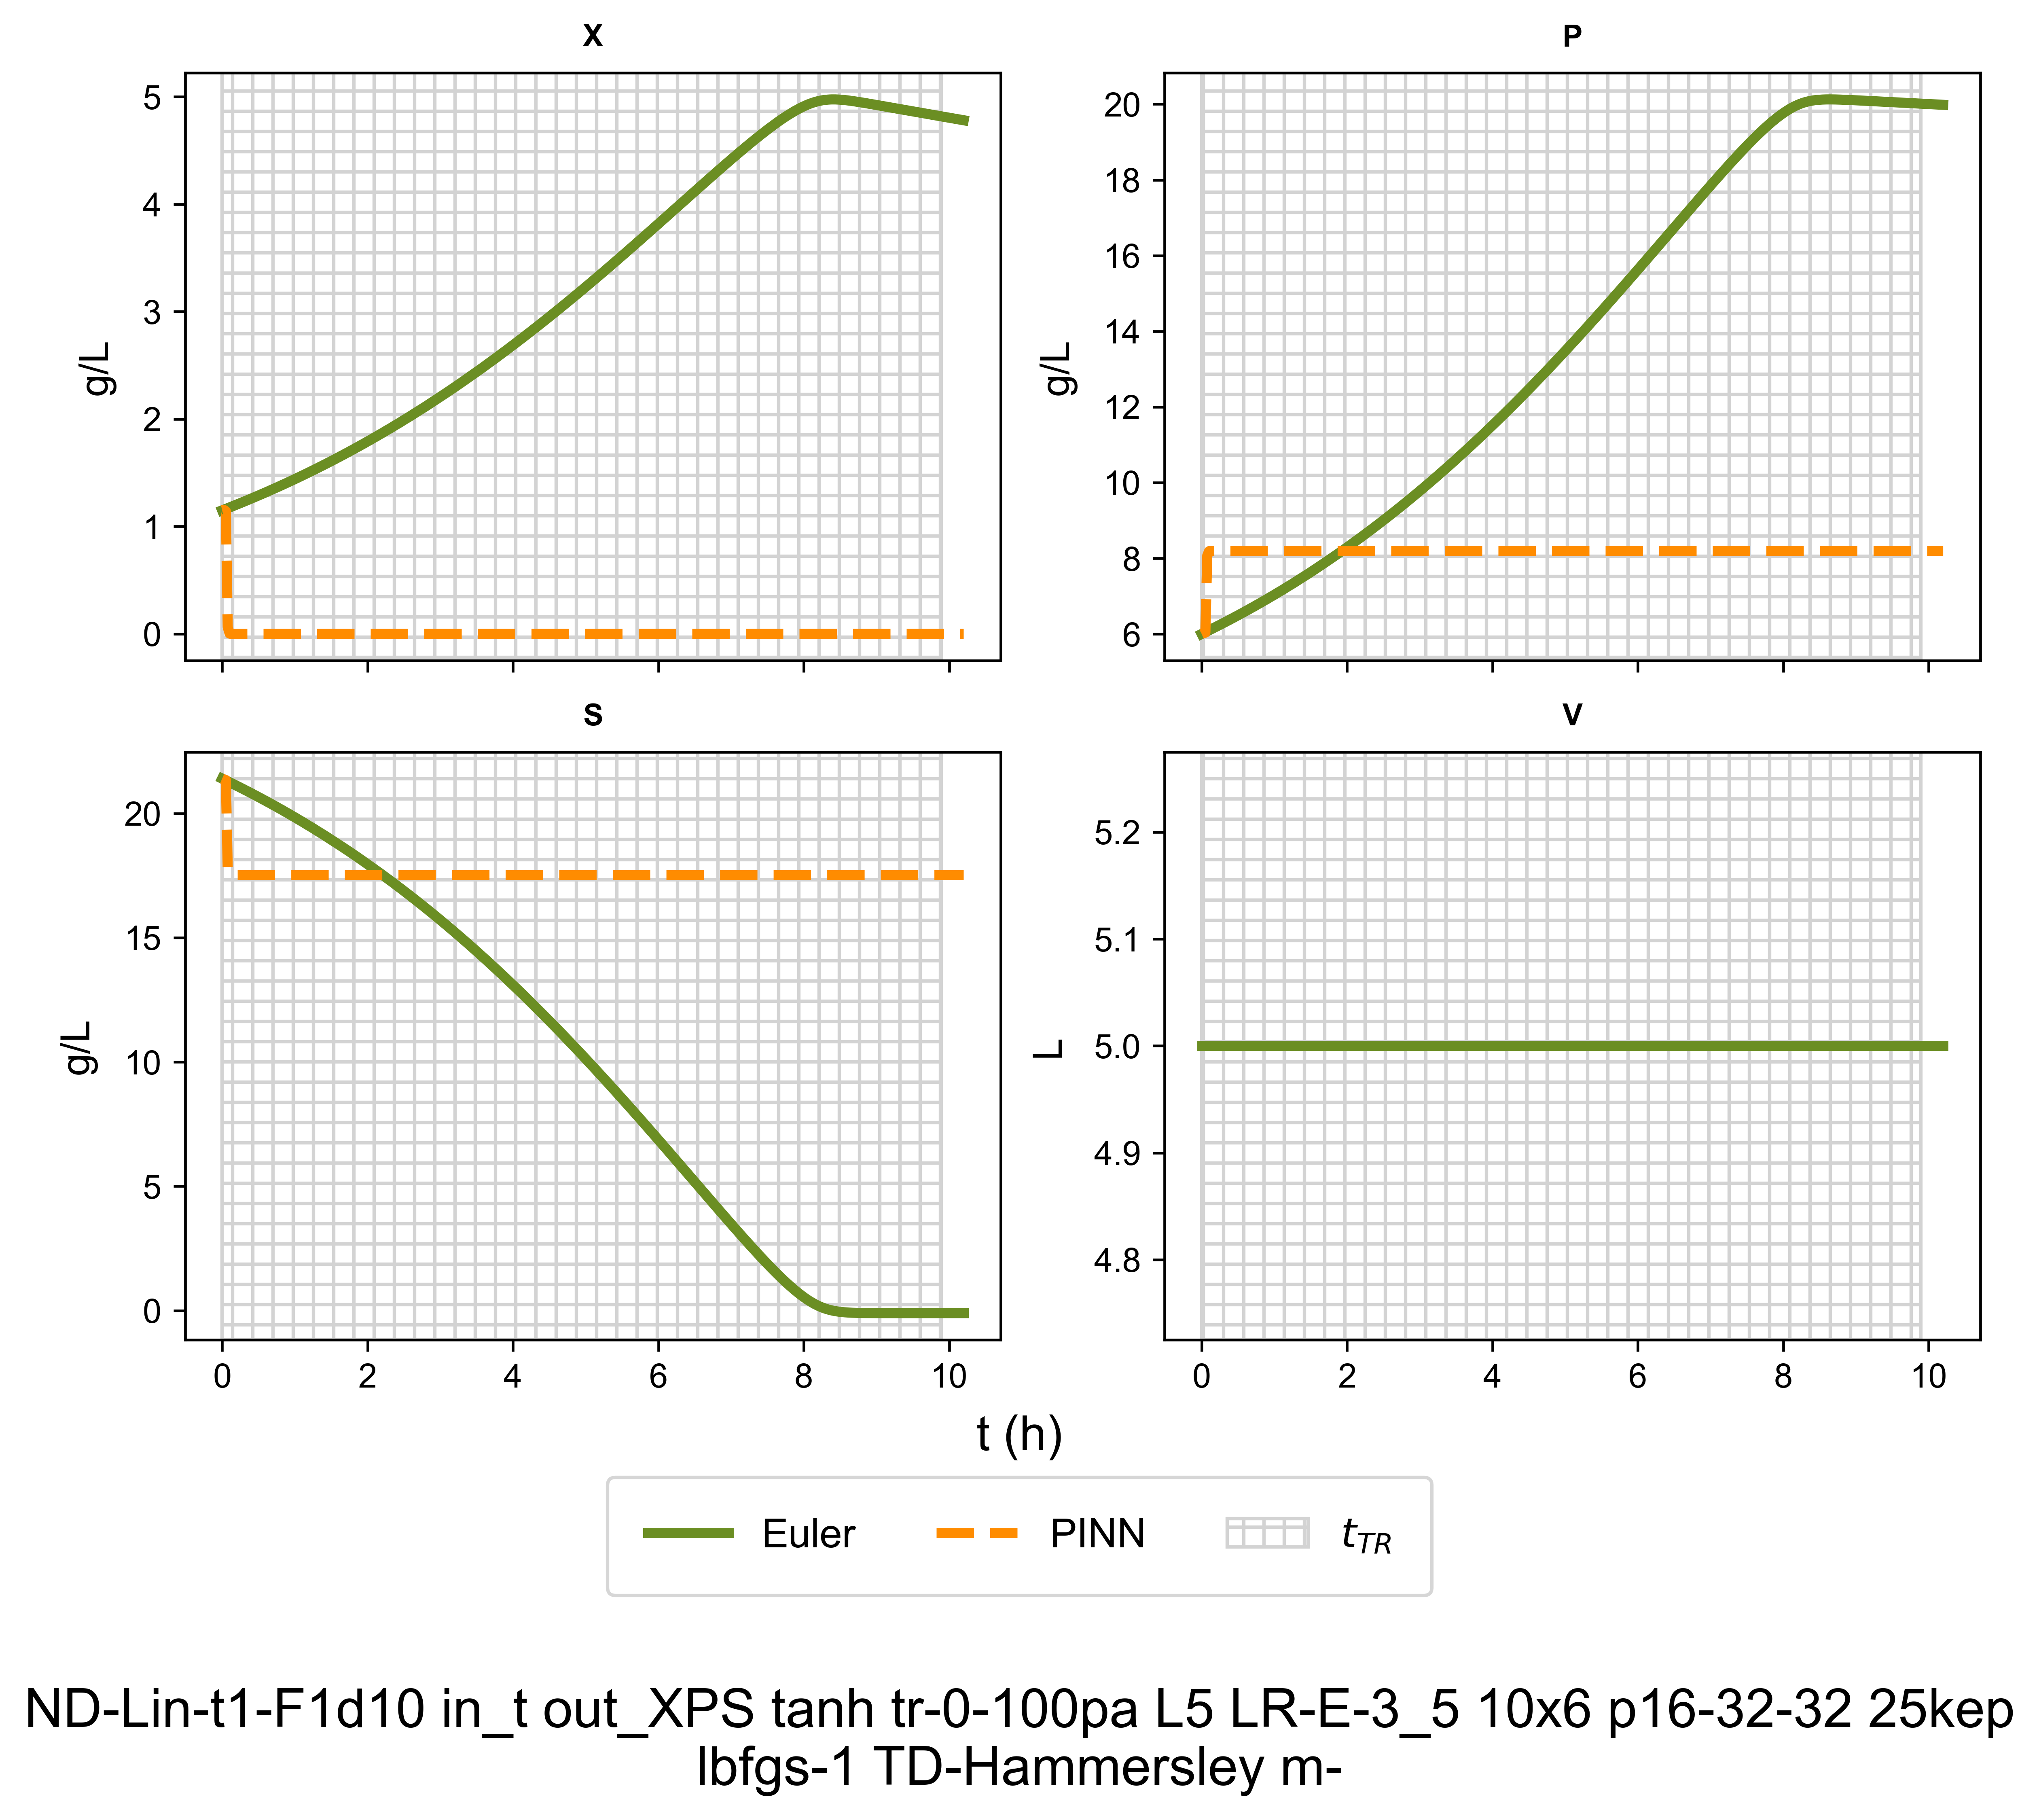 X
P
5
4
3
2
1
0
g/L
20
18
16
14
12
10
8
6
g/L
S
V
20
15
10
5
0
g/L
5.2
5.1
5.0
4.9
4.8
L
0 2 4 6 8 10
0 2 4 6 8 10
t (h)
Euler PINN t_{TR}
ND-Lin-t1-F1d10 in_t out_XPS tanh tr-0-100pa L5 LR-E-3_5 10x6 p16-32-32 25kep
lbfgs-1 TD-Hammersley m-